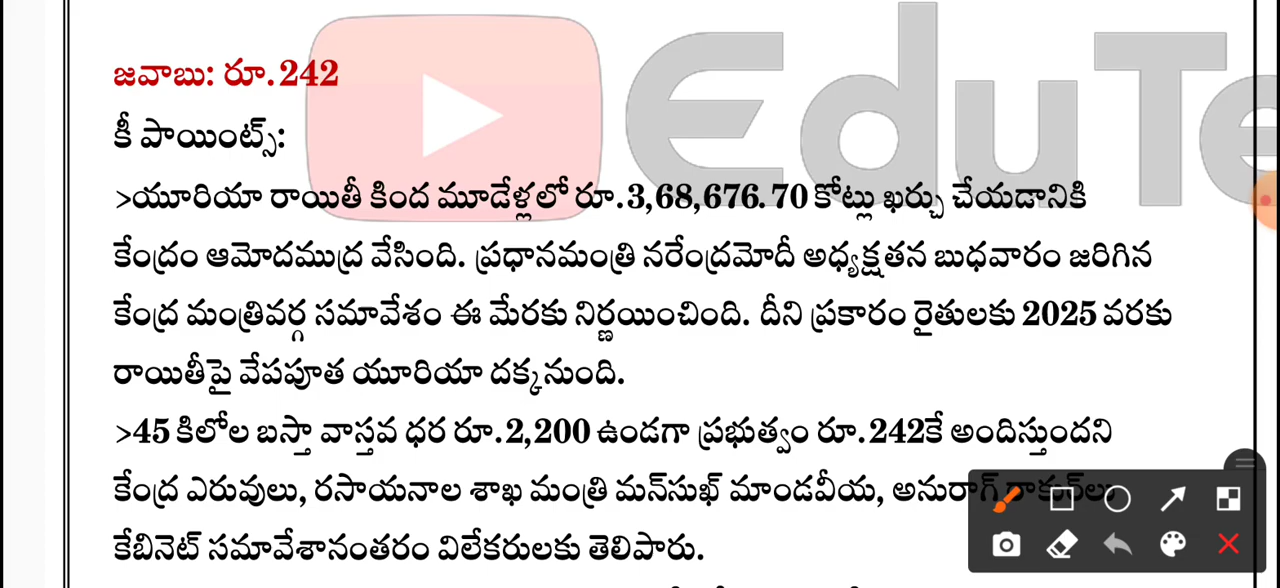 EduTe
జవాబు: రూ.242
కీ పాయింట్స్:
>యూరియా రాయితీ కింద మూడేళ్లలో రూ.3,68,676.70 కోట్లు ఖర్చు చేయడానికి
కేంద్రం ఆమోదముద్ర వేసింది. ప్రధానమంత్రి నరేంద్రమోదీ అధ్యక్షతన బుధవారం జరిగిన
కేంద్ర మంత్రివర్గ సమావేశం ఈ మేరకు నిర్ణయించింది. దీని ప్రకారం రైతులకు 2025 వరకు
రాయితీపై వేపపూత యూరియా దక్కనుంది.
>45 కిలోల బస్తా వాస్తవ ధర రూ.2,200 ఉండగా ప్రభుత్వం రూ.242కే అందిస్తుందని
కేంద్ర ఎరువులు, రసాయనాల శాఖ మంత్రి మన్‌సుఖ్ మాండవీయ, అనురాగ్
కేబినెట్ సమావేశానంతరం విలేకరులకు తెలిపారు.